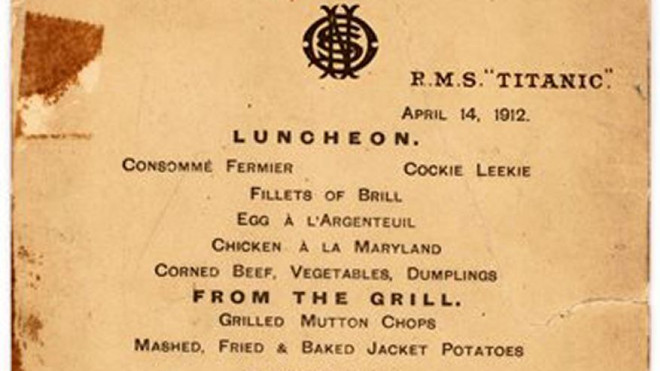 R.M.S. "TITANIC."
APRIL 14, 1912.
LUNCHEON.
CONSOMMÉ FERMIER COCKIE LEEKIE
FILLETS OF BRILL
EGG À L'ARGENTEUIL
CHICKEN À LA MARYLAND
CORNED BEEF, VEGETABLES, DUMPLINGS
FROM THE GRILL.
GRILLED MUTTON CHOPS
MASHED, FRIED & BAKED JACKET POTATOES